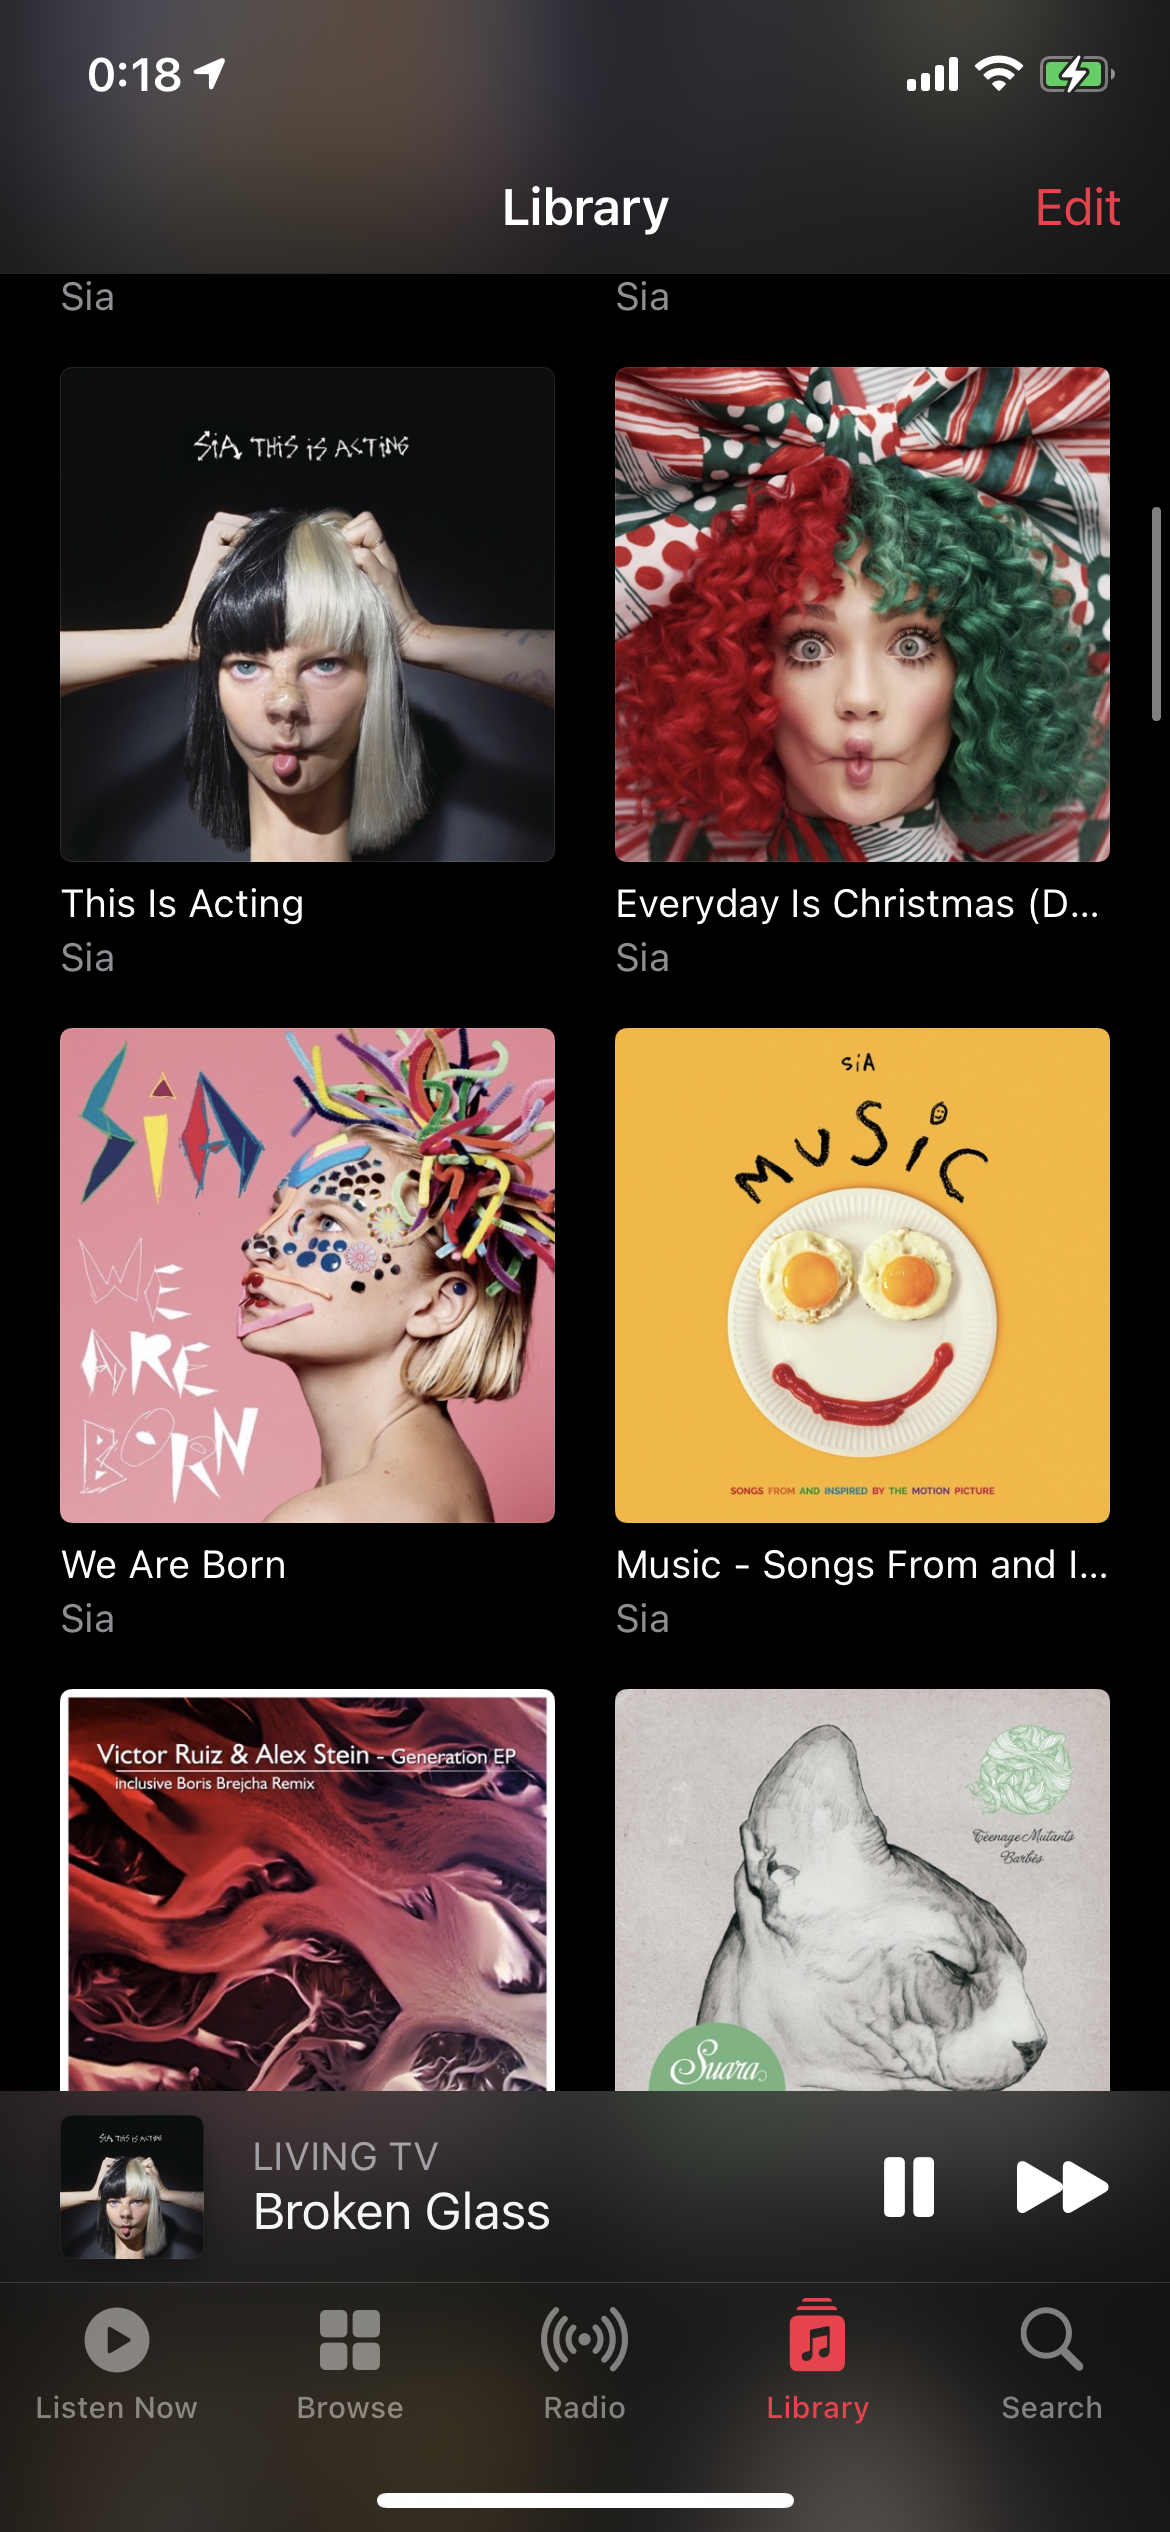 0:18
Library
Edit
Sia
Sia
SiA THiS iS ACTiNG
This Is Acting
Sia
Everyday Is Christmas (D...
Sia
SiA
WE
ARE
BORN
We Are Born
Sia
SiA
MUSiC
SONGS FROM AND INSPIRED BY THE MOTION PICTURE
Music - Songs From and I...
Sia
Victor Ruiz & Alex Stein - Generation EP
inclusive Boris Brejcha Remix
Teenage Mutants
Barbès
Suara
SiA THiS iS ACTiNG
LIVING TV
Broken Glass
Listen Now
Browse
Radio
Library
Search